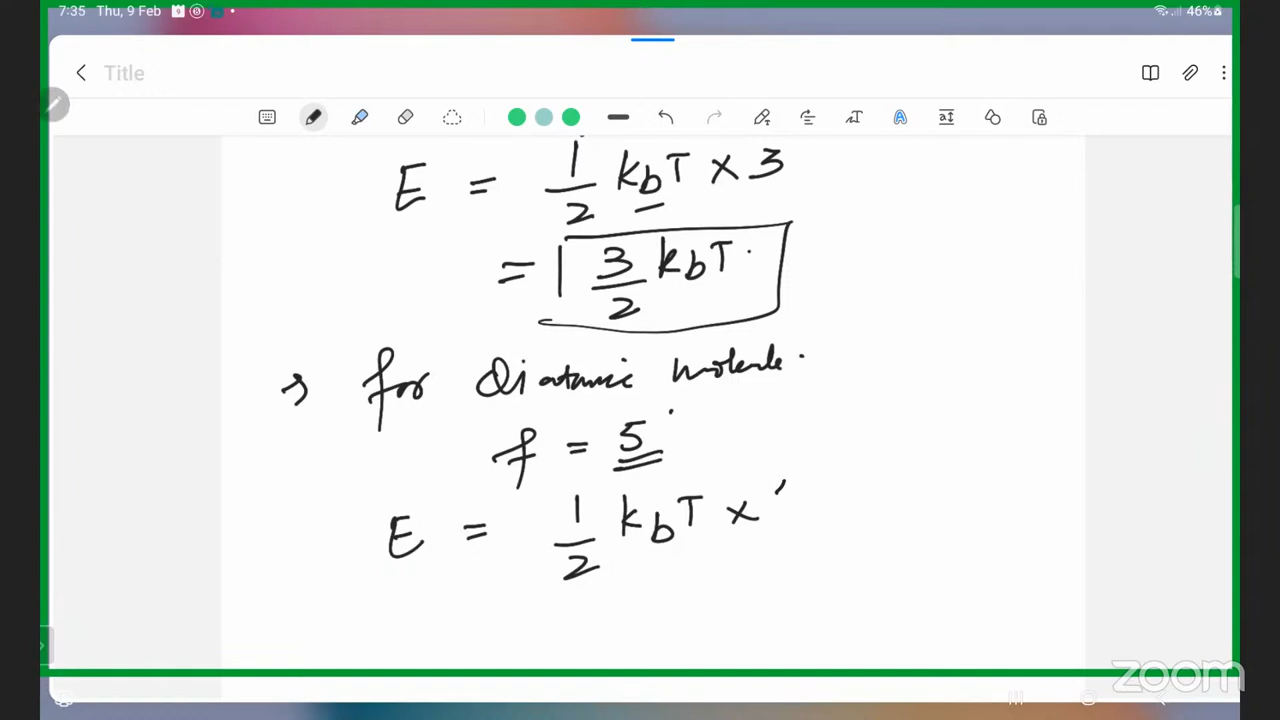 7:35 Thu, 9 Feb
46%
Title
E = 1/2 kbT × 3
= 3/2 kbT
for Diatomic molecule.
f = 5
E = 1/2 kbT ×
zoom